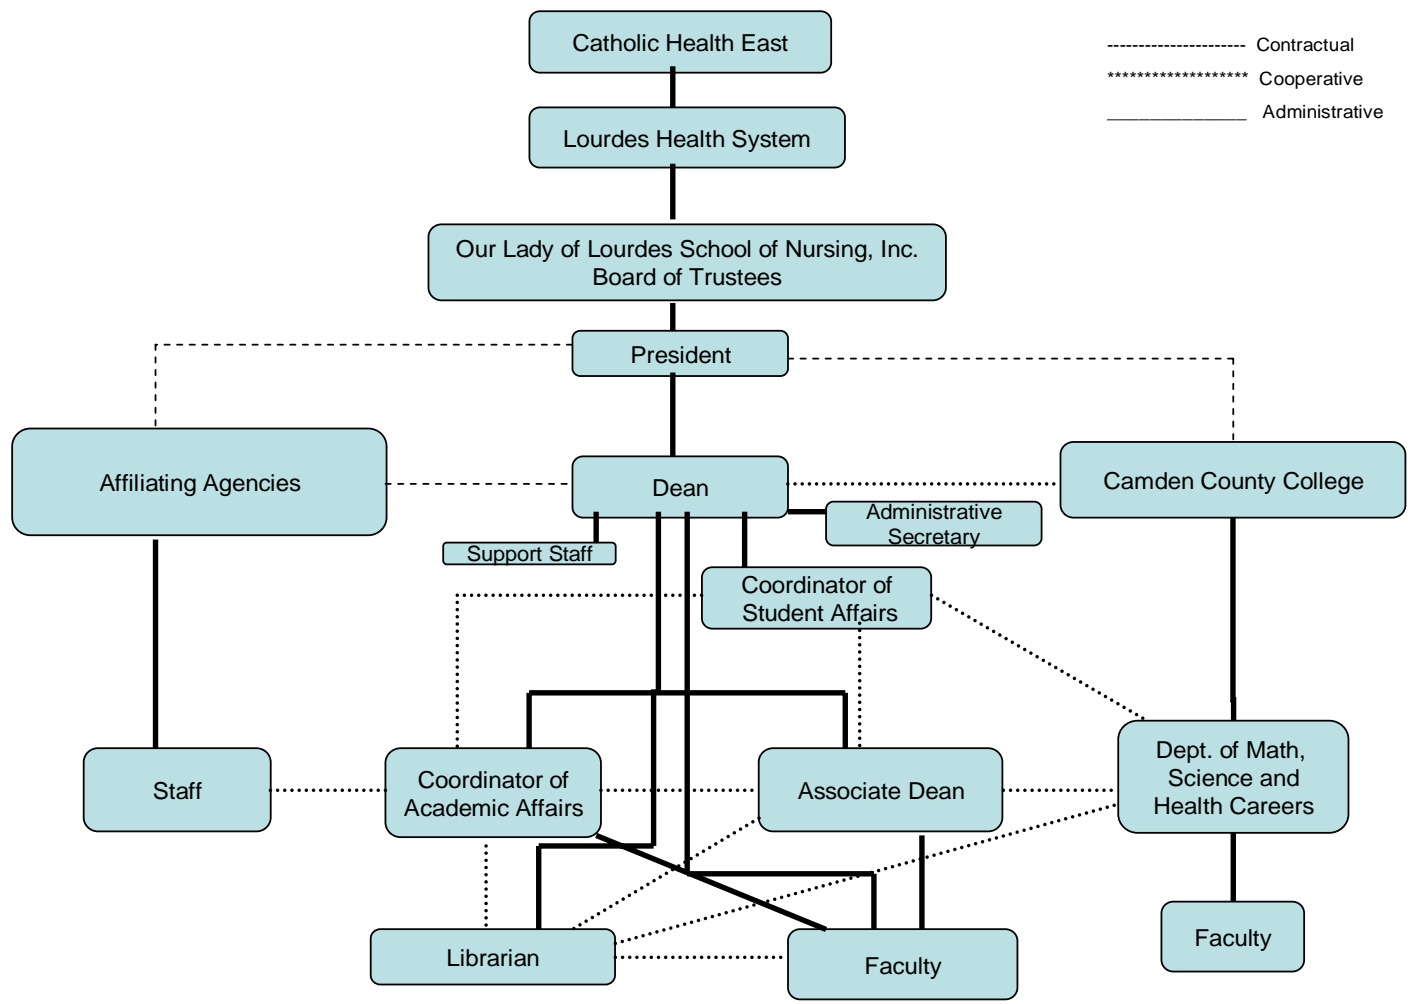 Catholic Health East
---------------------- Contractual
******************* Cooperative
_____________ Administrative
Lourdes Health System
Our Lady of Lourdes School of Nursing, Inc.
Board of Trustees
President
Affiliating Agencies
Dean
Camden County College
Administrative
Secretary
Support Staff
Coordinator of
Student Affairs
Staff
Coordinator of
Academic Affairs
Associate Dean
Dept. of Math,
Science and
Health Careers
Librarian
Faculty
Faculty